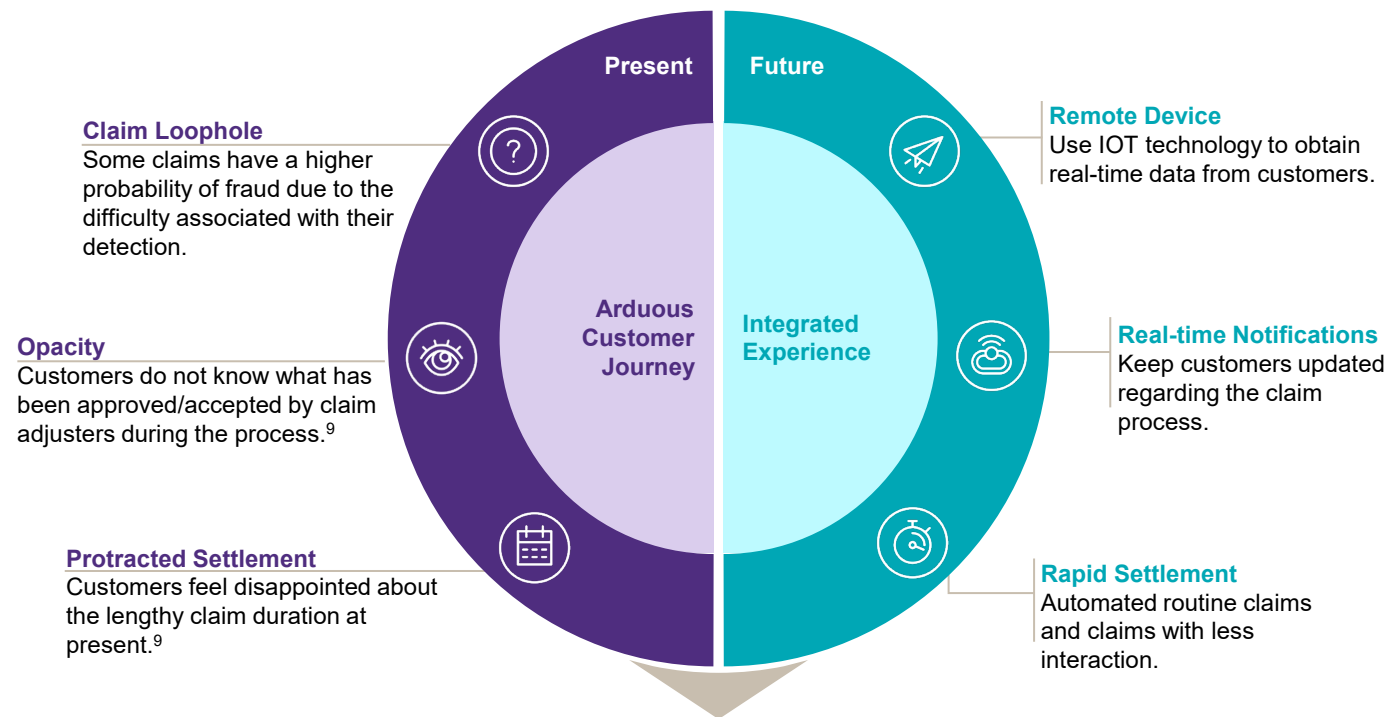 Present
Future
Claim Loophole
Some claims have a higher
probability of fraud due to the
difficulty associated with their
detection.
Opacity
Customers do not know what has
been approved/accepted by claim
adjusters during the process.⁹
Protracted Settlement
Customers feel disappointed about
the lengthy claim duration at
present.⁹
Arduous
Customer
Journey
Integrated
Experience
Remote Device
Use IOT technology to obtain
real-time data from customers.
Real-time Notifications
Keep customers updated
regarding the claim
process.
Rapid Settlement
Automated routine claims
and claims with less
interaction.